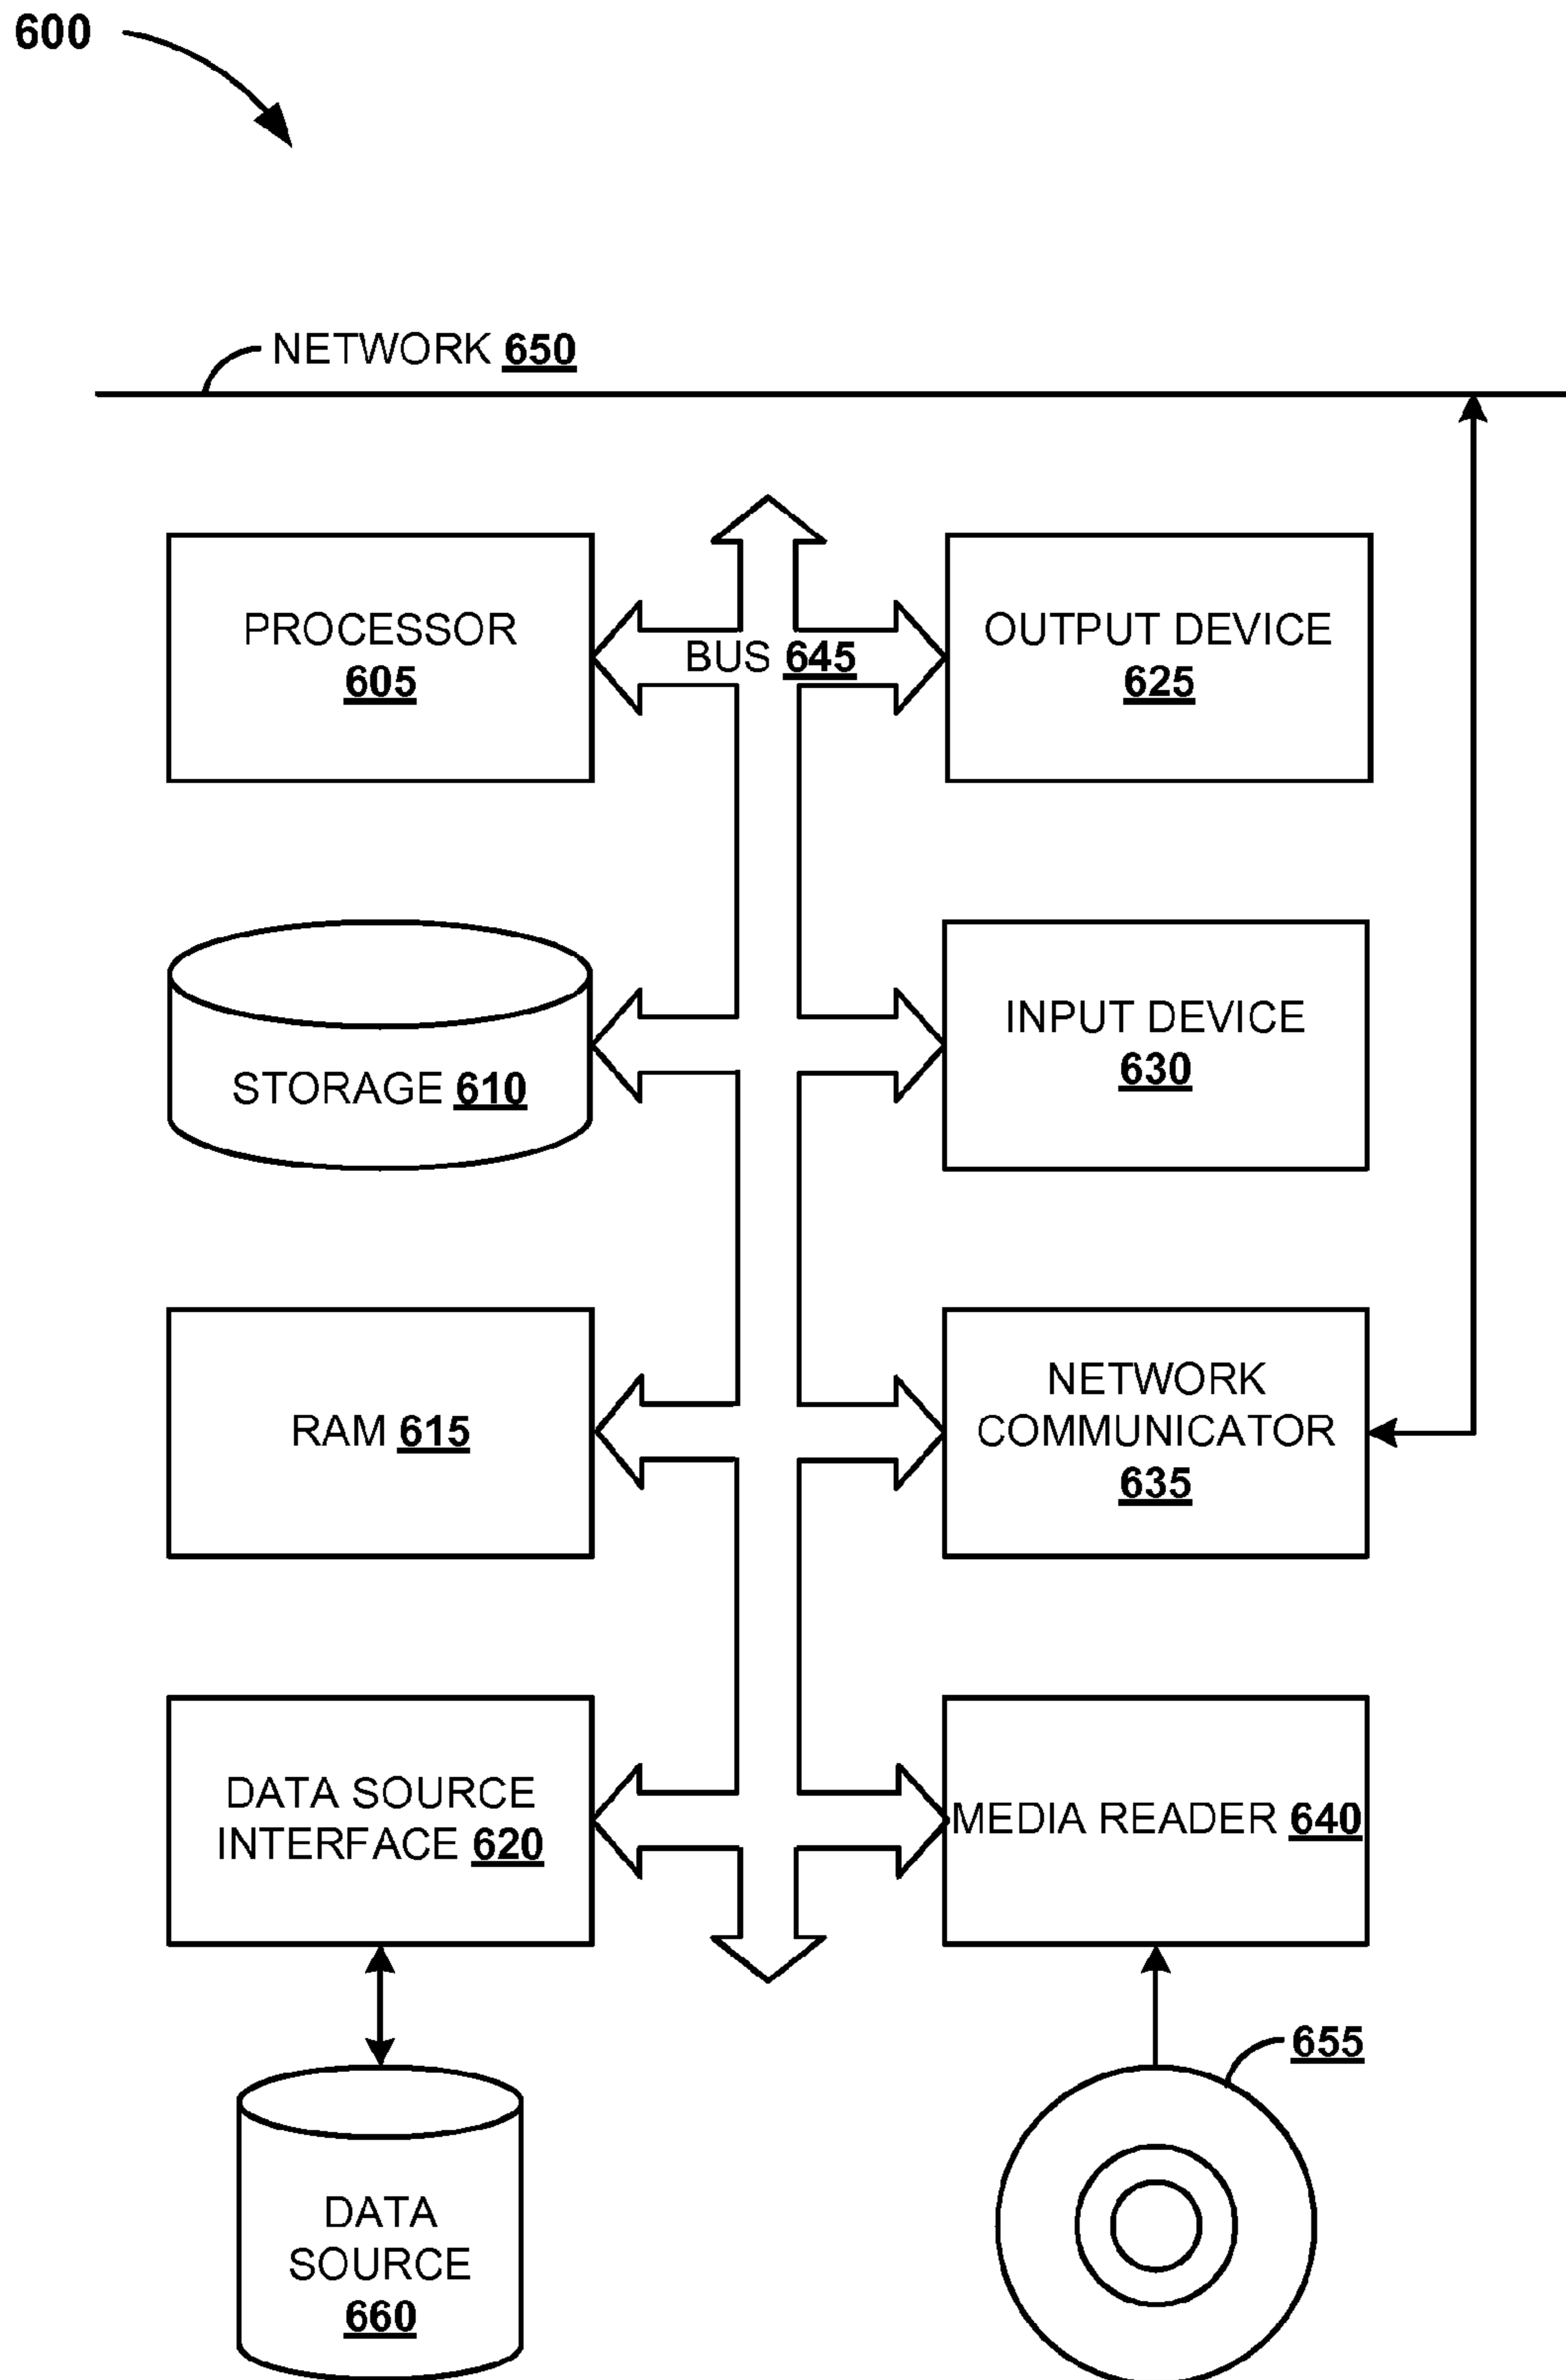 600
NETWORK 650
PROCESSOR
605
BUS 645
OUTPUT DEVICE
625
STORAGE 610
INPUT DEVICE
630
RAM 615
NETWORK
COMMUNICATOR
635
DATA SOURCE
INTERFACE 620
MEDIA READER 640
655
DATA
SOURCE
660